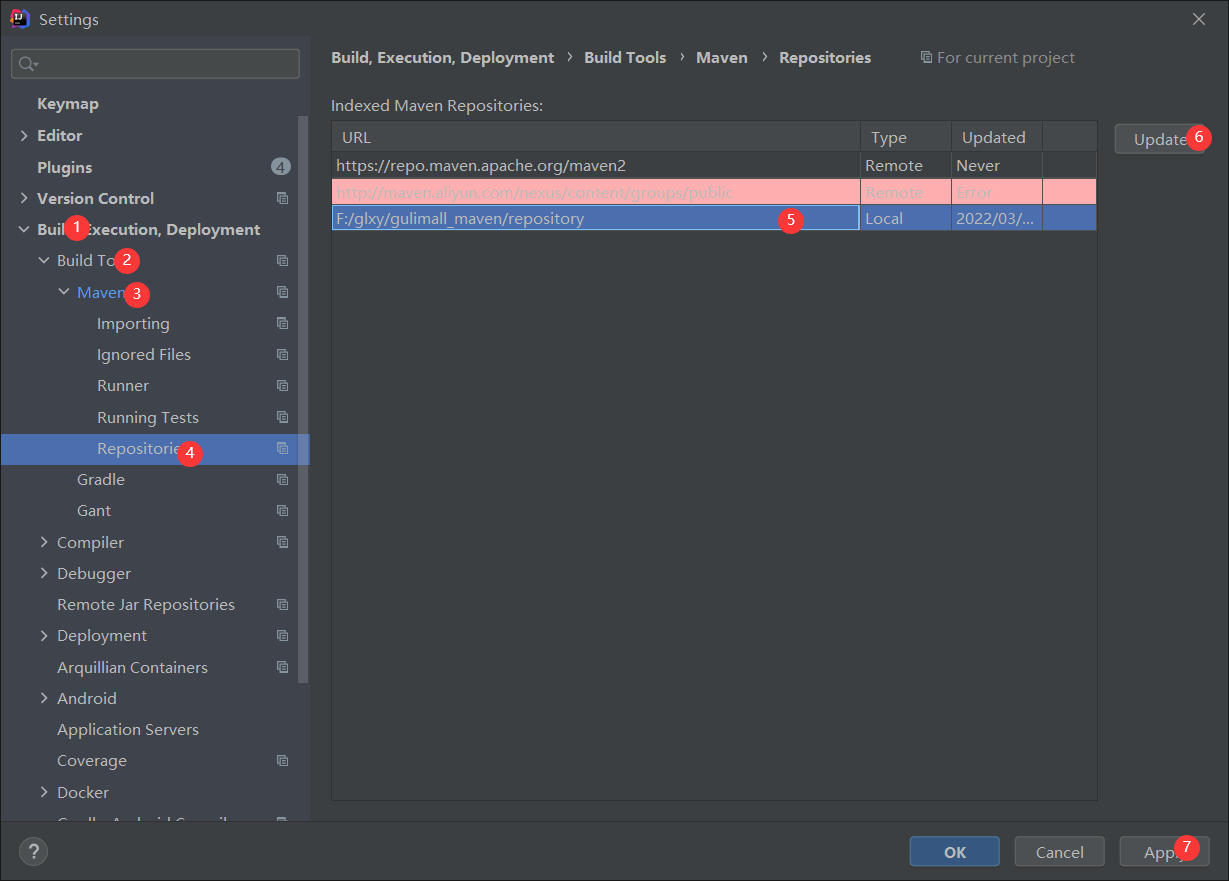 Settings
Build, Execution, Deployment › Build Tools › Maven › Repositories For current project
Keymap
Editor
Plugins 4
Version Control
1 Execution, Deployment
Build 2
Maven 3
Importing
Ignored Files
Runner
Running Tests
4
Gradle
Gant
Compiler
Debugger
Remote Jar Repositories
Deployment
Arquillian Containers
Android
Application Servers
Coverage
Docker
Indexed Maven Repositories:
URL Type Updated
https://repo.maven.apache.org/maven2 Remote Never
http://maven.aliyun.com/nexus/content/groups/public Remote Error
F:/glxy/gulimall_maven/repository 5 Local 2022/03/...
Update 6
?
OK Cancel Apply 7